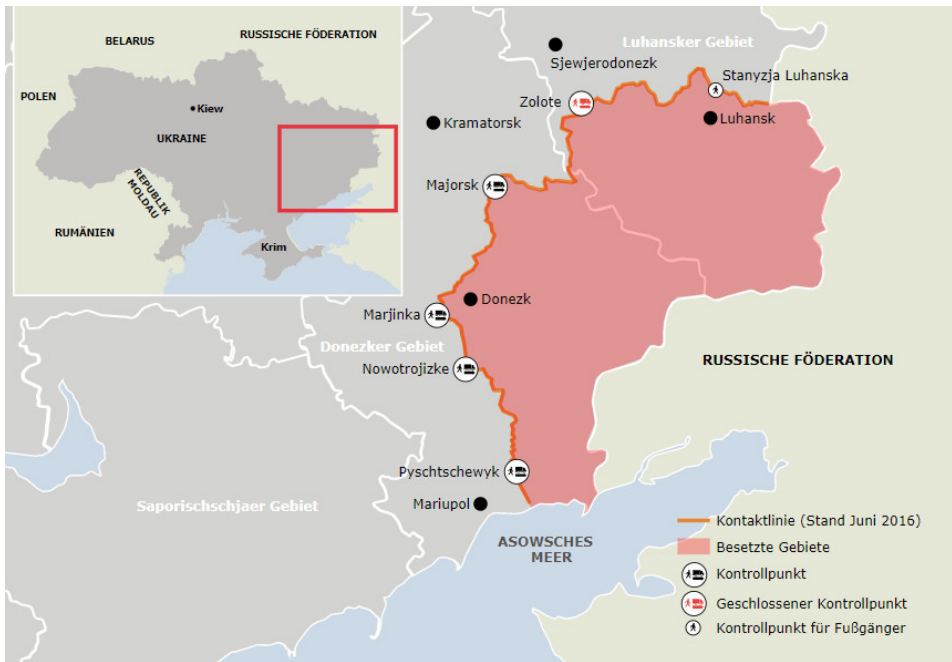 BELARUS
RUSSISCHE FÖDERATION
POLEN
Kiew
UKRAINE
REPUBLIK
MOLDAU
RUMÄNIEN
Krim
Luhansker Gebiet
Sjewjerodonezk
Stanyzja Luhanska
Zolote
Luhansk
Kramatorsk
Majorsk
Donezk
Marjinka
Donezker Gebiet
Nowotrojizke
RUSSISCHE FÖDERATION
Pyschtschewyk
Mariupol
Saporischschjaer Gebiet
ASOWSCHES
MEER
Kontaktlinie (Stand Juni 2016)
Besetzte Gebiete
Kontrollpunkt
Geschlossener Kontrollpunkt
Kontrollpunkt für Fußgänger